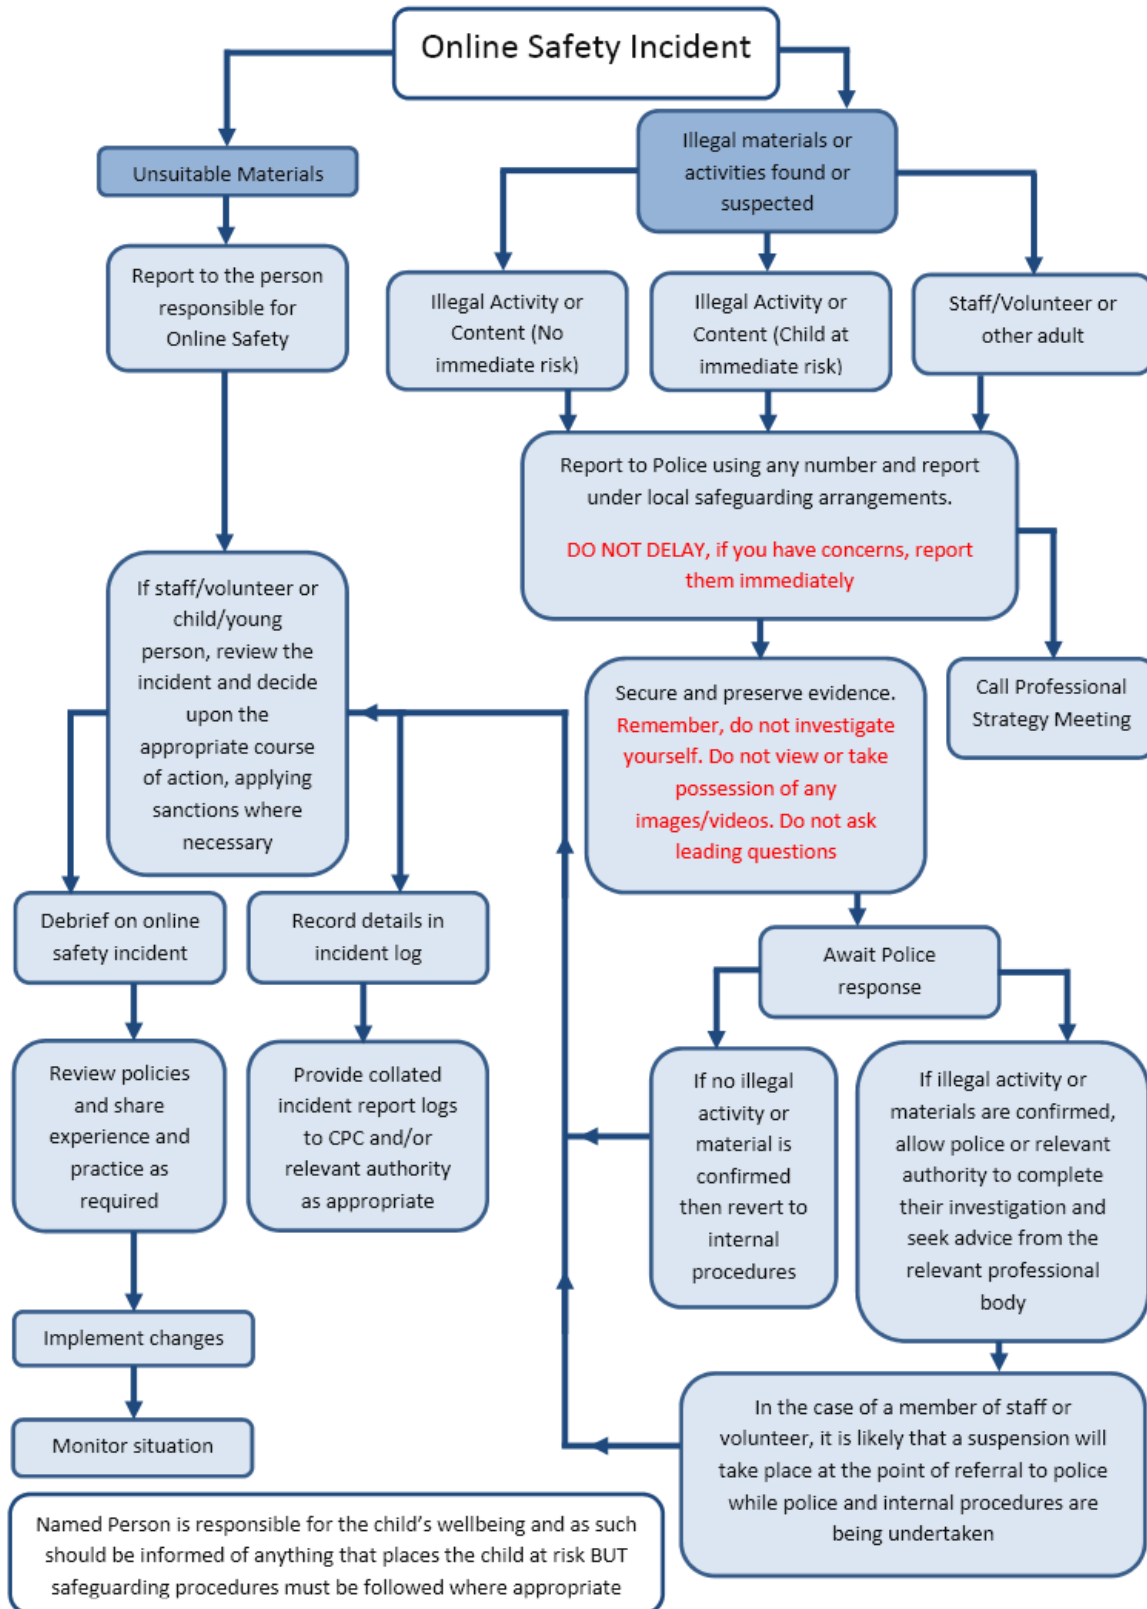 Online Safety Incident
Unsuitable Materials
Illegal materials or
activities found or
suspected
Report to the person
responsible for
Online Safety
Illegal Activity or
Content (No
immediate risk)
Illegal Activity or
Content (Child at
immediate risk)
Staff/Volunteer or
other adult
Report to Police using any number and report
under local safeguarding arrangements.
DO NOT DELAY, if you have concerns, report
them immediately
If staff/volunteer or
child/young
person, review the
incident and decide
upon the
appropriate course
of action, applying
sanctions where
necessary
Secure and preserve evidence.
Remember, do not investigate
yourself. Do not view or take
possession of any
images/videos. Do not ask
leading questions
Call Professional
Strategy Meeting
Debrief on online
safety incident
Record details in
incident log
Await Police
response
Review policies
and share
experience and
practice as
required
Provide collated
incident report logs
to CPC and/or
relevant authority
as appropriate
If no illegal
activity or
material is
confirmed
then revert to
internal
procedures
If illegal activity or
materials are confirmed,
allow police or relevant
authority to complete
their investigation and
seek advice from the
relevant professional
body
Implement changes
Monitor situation
In the case of a member of staff or
volunteer, it is likely that a suspension will
take place at the point of referral to police
while police and internal procedures are
being undertaken
Named Person is responsible for the child's wellbeing and as such
should be informed of anything that places the child at risk BUT
safeguarding procedures must be followed where appropriate